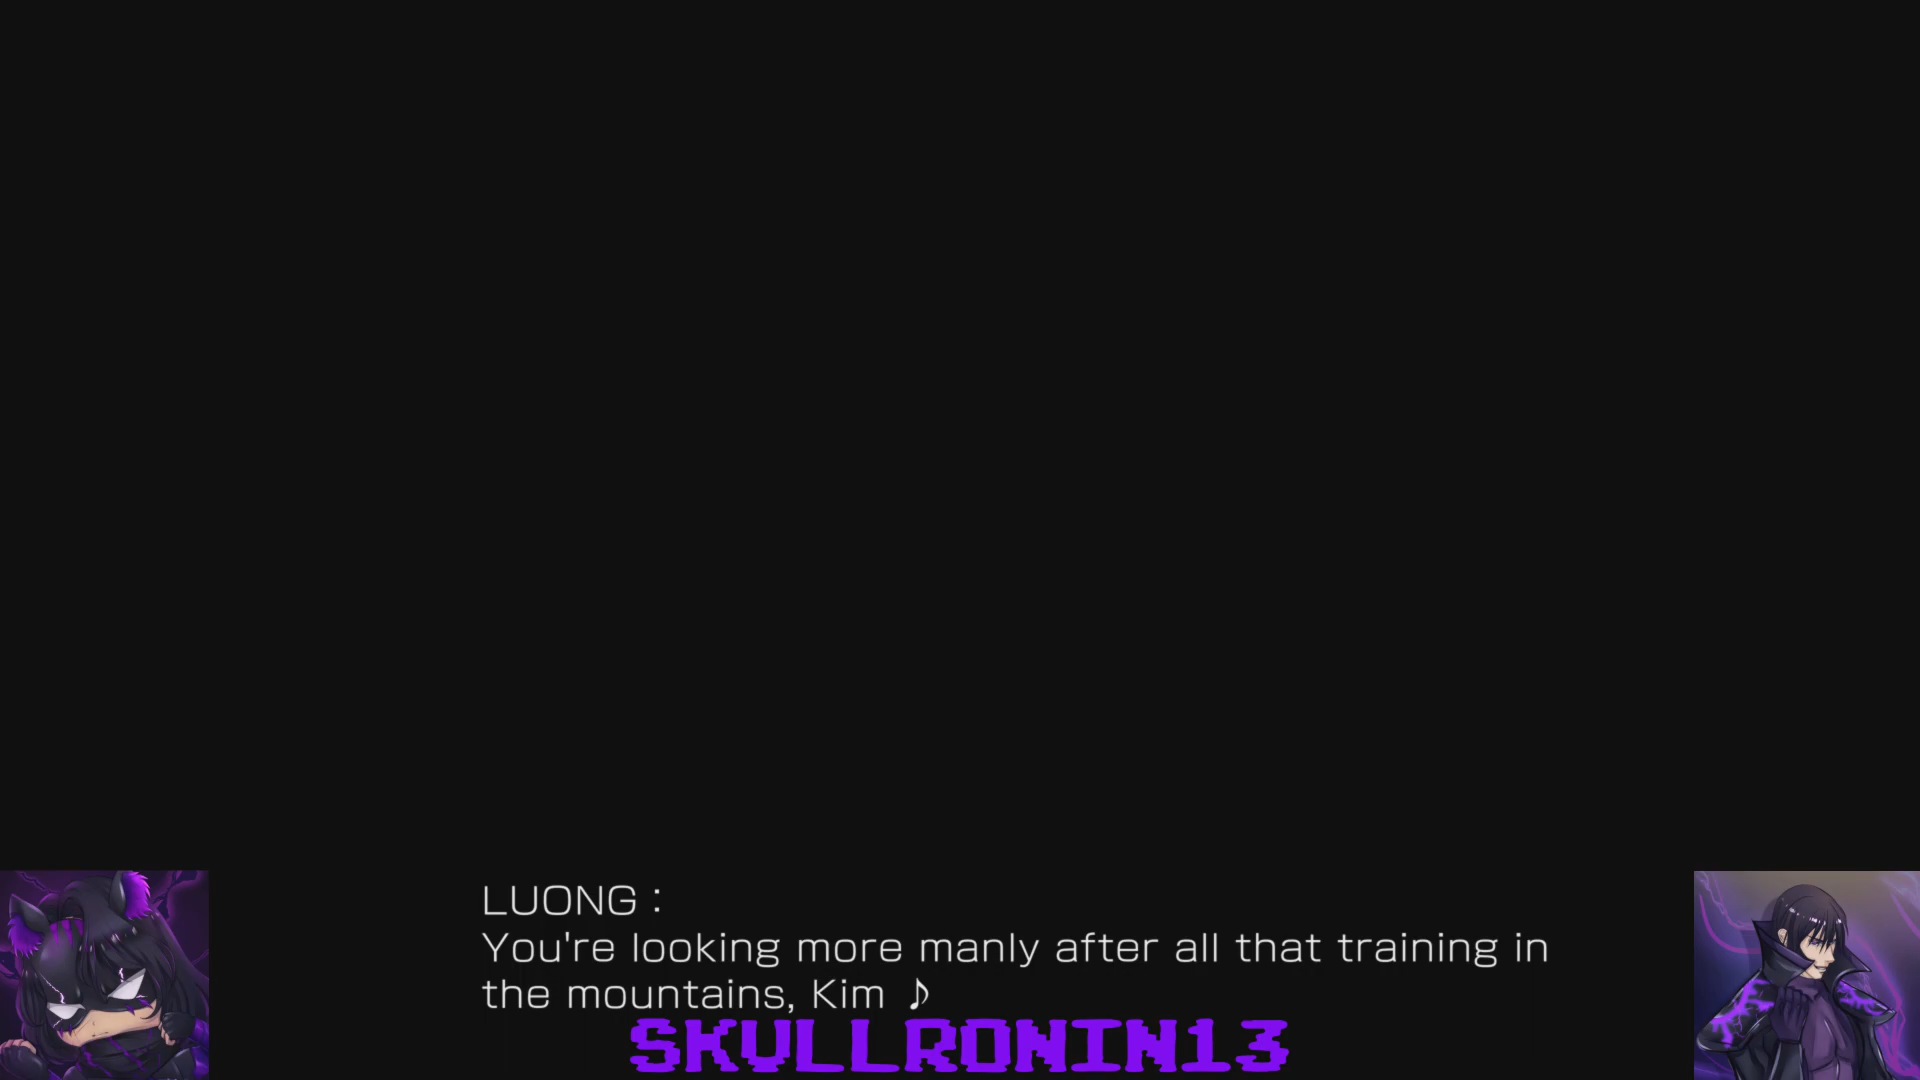 LUONG :
You're looking more manly after all that training in
the mountains, Kim ♪
SKULLRONIN13